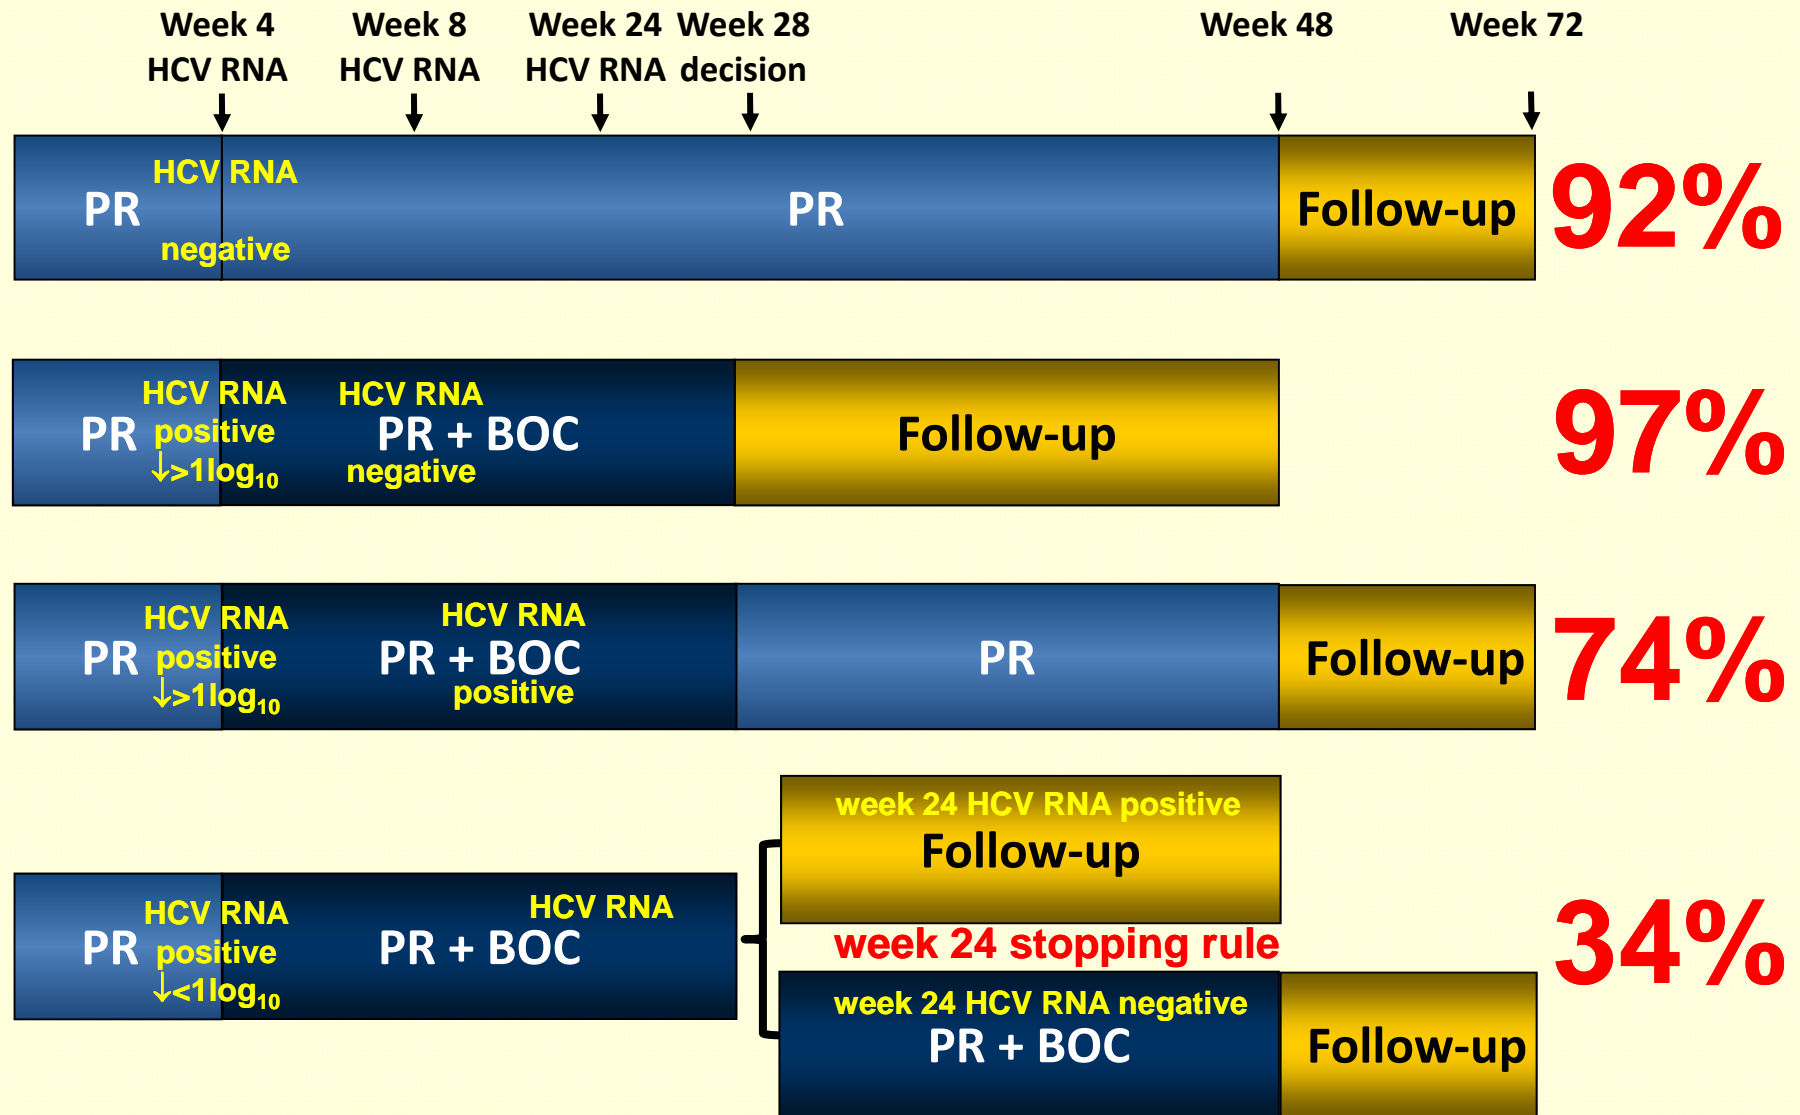 Week 4 Week 8 Week 24 Week 28 Week 48 Week 72
HCV RNA HCV RNA HCV RNA decision
HCV RNA
PR PR Follow-up 92%
negative
HCV RNA HCV RNA
PR positive PR + BOC Follow-up 97%
↓>1log₁₀ negative
HCV RNA HCV RNA
PR positive PR + BOC PR Follow-up 74%
↓>1log₁₀ positive
week 24 HCV RNA positive
Follow-up
HCV RNA HCV RNA
week 24 stopping rule
PR positive PR + BOC 34%
↓<1log₁₀
week 24 HCV RNA negative
PR + BOC Follow-up